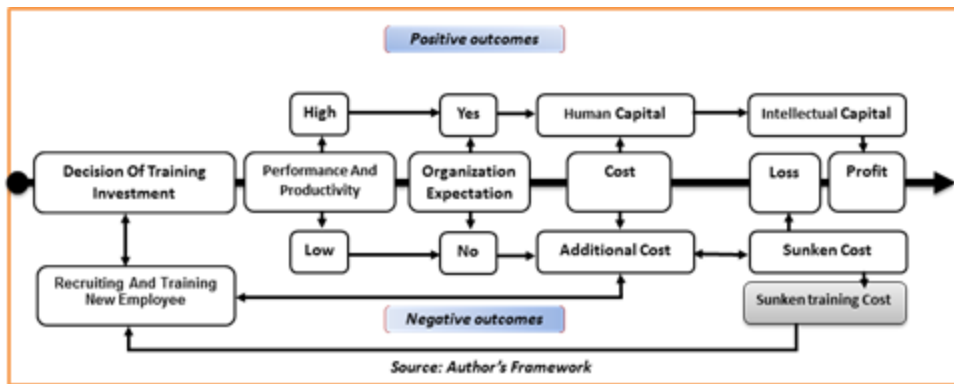 Positive outcomes
High
Yes
Human Capital
Intellectual Capital
Decision Of Training
Investment
Performance And
Productivity
Organization
Expectation
Cost
Loss
Profit
Low
No
Additional Cost
Sunken Cost
Recruiting And Training
New Employee
Sunken training Cost
Negative outcomes
Source: Author's Framework